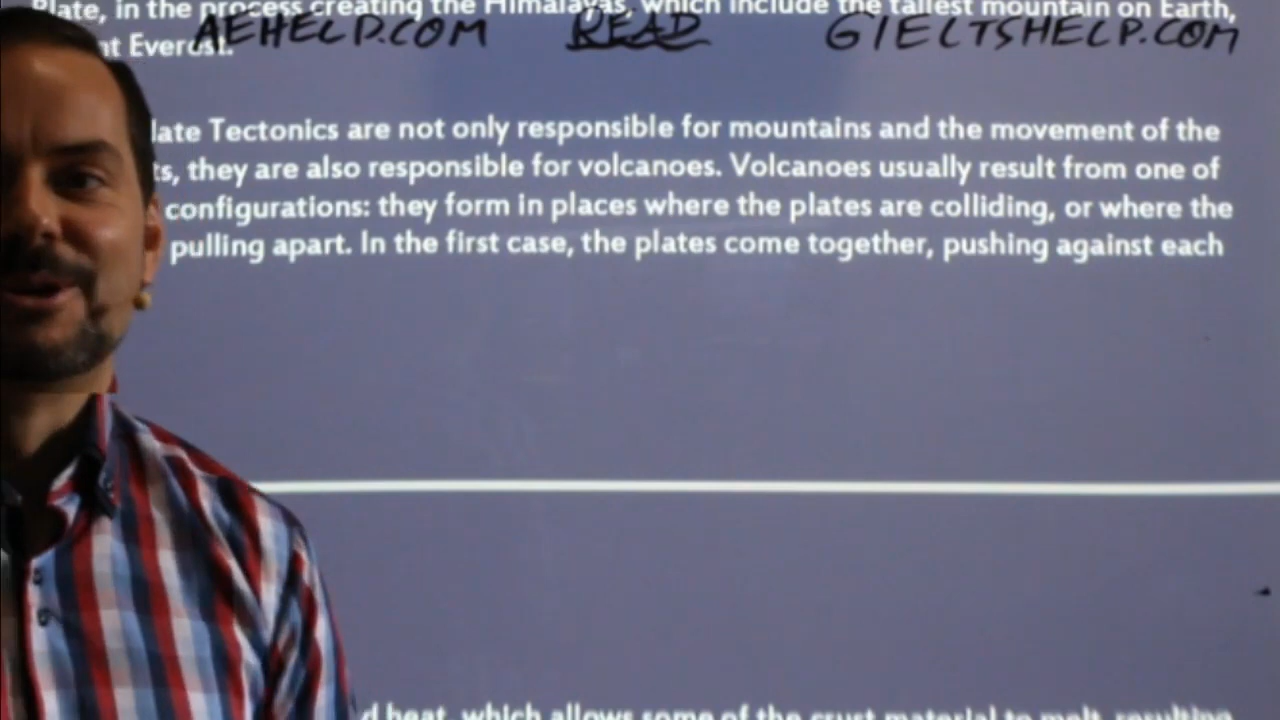 Plate, in the process creating the Himalayas, which include the tallest mountain on Earth,
AEHELP.COM READ GIELTSHELP.COM
nt Everest.
late Tectonics are not only responsible for mountains and the movement of the
ts, they are also responsible for volcanoes. Volcanoes usually result from one of
configurations: they form in places where the plates are colliding, or where the
pulling apart. In the first case, the plates come together, pushing against each
d heat, which allows some of the crust material to melt, resulting